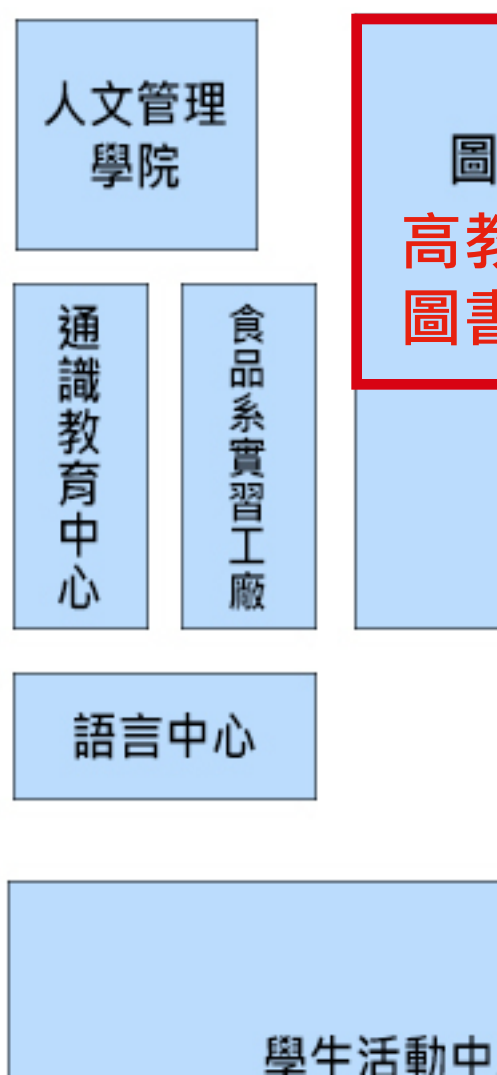 人文管理
學院
圖
高教
圖書
通識教育中心
食品系實習工廠
語言中心
學生活動中